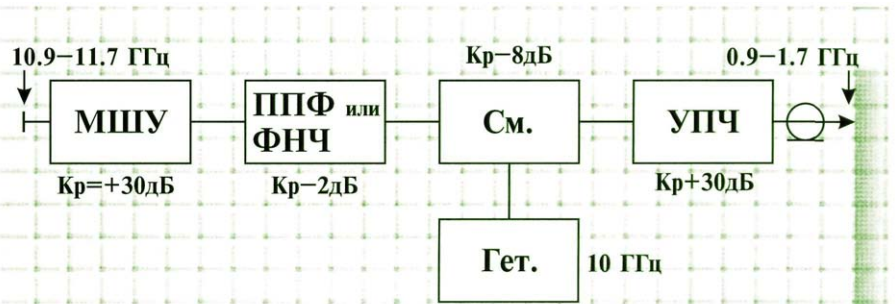 10.9−11.7 ГГц
Кр−8дБ
0.9−1.7 ГГц
МШУ
ППФ или
ФНЧ
См.
УПЧ
Кр=+30дБ
Кр−2дБ
Кр+30дБ
Гет.
10 ГГц